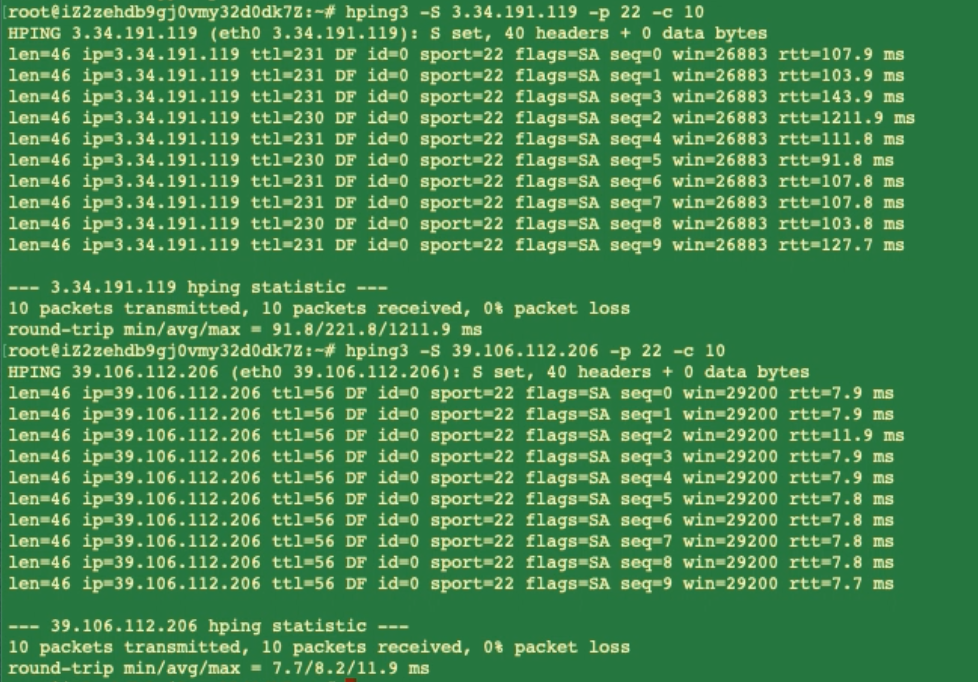 [root@iZ2zehdb9gj0vmy32d0dk7Z:~# hping3 -S 3.34.191.119 -p 22 -c 10
HPING 3.34.191.119 (eth0 3.34.191.119): S set, 40 headers + 0 data bytes
len=46 ip=3.34.191.119 ttl=231 DF id=0 sport=22 flags=SA seq=0 win=26883 rtt=107.9 ms
len=46 ip=3.34.191.119 ttl=231 DF id=0 sport=22 flags=SA seq=1 win=26883 rtt=103.9 ms
len=46 ip=3.34.191.119 ttl=231 DF id=0 sport=22 flags=SA seq=3 win=26883 rtt=143.9 ms
len=46 ip=3.34.191.119 ttl=230 DF id=0 sport=22 flags=SA seq=2 win=26883 rtt=1211.9 ms
len=46 ip=3.34.191.119 ttl=231 DF id=0 sport=22 flags=SA seq=4 win=26883 rtt=111.8 ms
len=46 ip=3.34.191.119 ttl=230 DF id=0 sport=22 flags=SA seq=5 win=26883 rtt=91.8 ms
len=46 ip=3.34.191.119 ttl=231 DF id=0 sport=22 flags=SA seq=6 win=26883 rtt=107.8 ms
len=46 ip=3.34.191.119 ttl=231 DF id=0 sport=22 flags=SA seq=7 win=26883 rtt=107.8 ms
len=46 ip=3.34.191.119 ttl=230 DF id=0 sport=22 flags=SA seq=8 win=26883 rtt=103.8 ms
len=46 ip=3.34.191.119 ttl=231 DF id=0 sport=22 flags=SA seq=9 win=26883 rtt=127.7 ms
--- 3.34.191.119 hping statistic ---
10 packets transmitted, 10 packets received, 0% packet loss
round-trip min/avg/max = 91.8/221.8/1211.9 ms
[root@iZ2zehdb9gj0vmy32d0dk7Z:~# hping3 -S 39.106.112.206 -p 22 -c 10
HPING 39.106.112.206 (eth0 39.106.112.206): S set, 40 headers + 0 data bytes
len=46 ip=39.106.112.206 ttl=56 DF id=0 sport=22 flags=SA seq=0 win=29200 rtt=7.9 ms
len=46 ip=39.106.112.206 ttl=56 DF id=0 sport=22 flags=SA seq=1 win=29200 rtt=7.9 ms
len=46 ip=39.106.112.206 ttl=56 DF id=0 sport=22 flags=SA seq=2 win=29200 rtt=11.9 ms
len=46 ip=39.106.112.206 ttl=56 DF id=0 sport=22 flags=SA seq=3 win=29200 rtt=7.9 ms
len=46 ip=39.106.112.206 ttl=56 DF id=0 sport=22 flags=SA seq=4 win=29200 rtt=7.9 ms
len=46 ip=39.106.112.206 ttl=56 DF id=0 sport=22 flags=SA seq=5 win=29200 rtt=7.8 ms
len=46 ip=39.106.112.206 ttl=56 DF id=0 sport=22 flags=SA seq=6 win=29200 rtt=7.8 ms
len=46 ip=39.106.112.206 ttl=56 DF id=0 sport=22 flags=SA seq=7 win=29200 rtt=7.8 ms
len=46 ip=39.106.112.206 ttl=56 DF id=0 sport=22 flags=SA seq=8 win=29200 rtt=7.8 ms
len=46 ip=39.106.112.206 ttl=56 DF id=0 sport=22 flags=SA seq=9 win=29200 rtt=7.7 ms
--- 39.106.112.206 hping statistic ---
10 packets transmitted, 10 packets received, 0% packet loss
round-trip min/avg/max = 7.7/8.2/11.9 ms